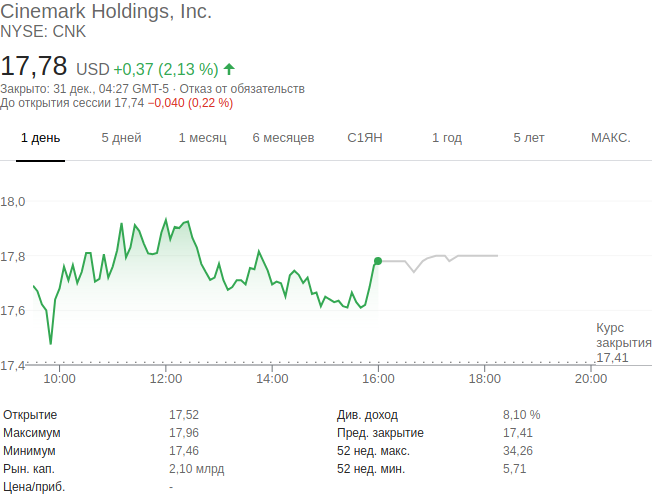 Cinemark Holdings, Inc.
NYSE: CNK
17,78 USD +0,37 (2,13 %)
Закрыто: 31 дек., 04:27 GMT-5 · Отказ от обязательств
До открытия сессии 17,74 −0,040 (0,22 %)
1 день 5 дней 1 месяц 6 месяцев С1ЯН 1 год 5 лет МАКС.
18,0
17,8
17,6
17,4
Курс
закрытия
17,41
10:00 12:00 14:00 16:00 18:00 20:00
Открытие 17,52 Див. доход 8,10 %
Максимум 17,96 Пред. закрытие 17,41
Минимум 17,46 52 нед. макс. 34,26
Рын. кап. 2,10 млрд 52 нед. мин. 5,71
Цена/приб. -